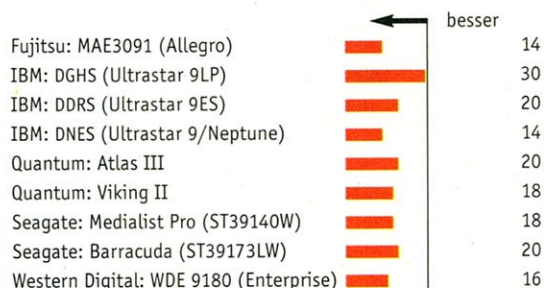 besser
Fujitsu: MAE3091 (Allegro) 14
IBM: DGHS (Ultrastar 9LP) 30
IBM: DDRS (Ultrastar 9ES) 20
IBM: DNES (Ultrastar 9/Neptune) 14
Quantum: Atlas III 20
Quantum: Viking II 18
Seagate: Medialist Pro (ST39140W) 18
Seagate: Barracuda (ST39173LW) 20
Western Digital: WDE 9180 (Enterprise) 16